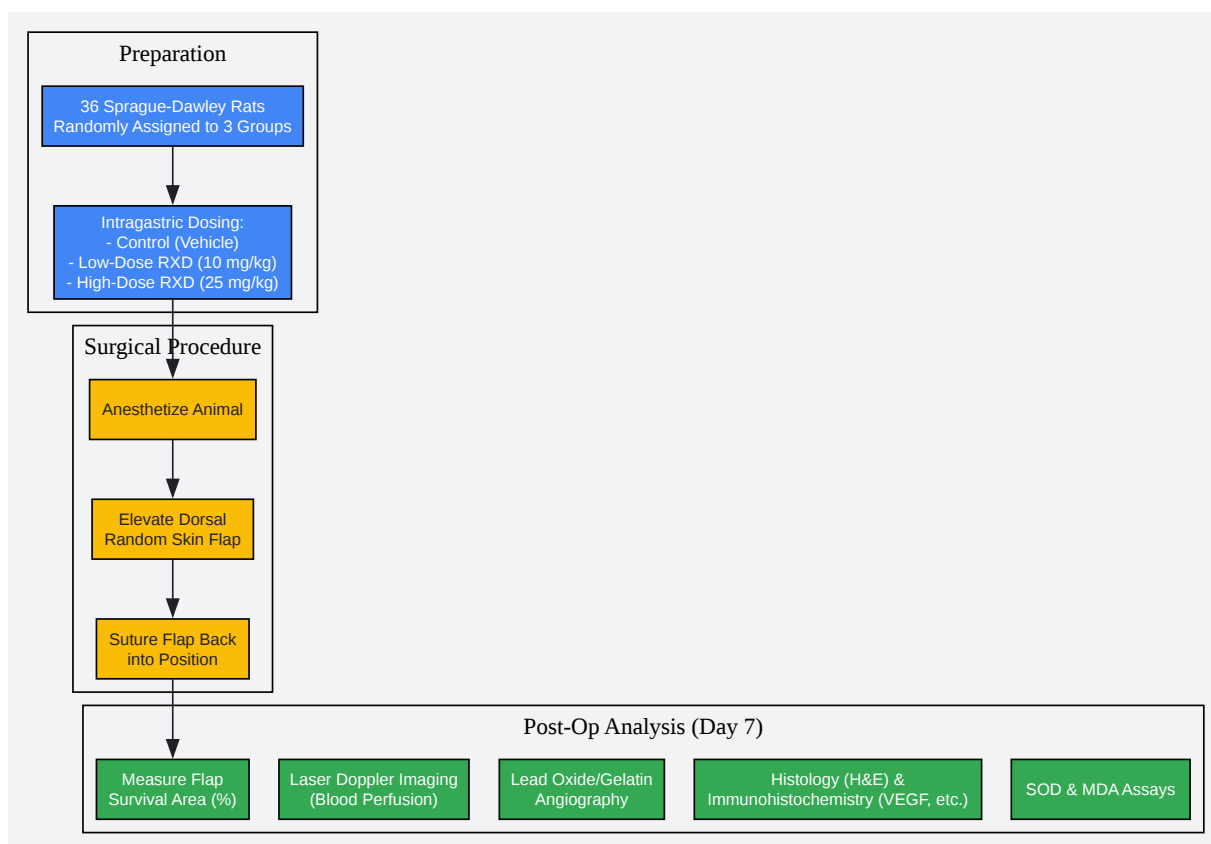 Preparation
36 Sprague-Dawley Rats
Randomly Assigned to 3 Groups
Intragastric Dosing:
- Control (Vehicle)
- Low-Dose RXD (10 mg/kg)
- High-Dose RXD (25 mg/kg)
Surgical Procedure
Anesthetize Animal
Elevate Dorsal
Random Skin Flap
Suture Flap Back
into Position
Post-Op Analysis (Day 7)
Measure Flap
Survival Area (%)
Laser Doppler Imaging
(Blood Perfusion)
Lead Oxide/Gelatin
Angiography
Histology (H&E) &
Immunohistochemistry (VEGF, etc.)
SOD & MDA Assays